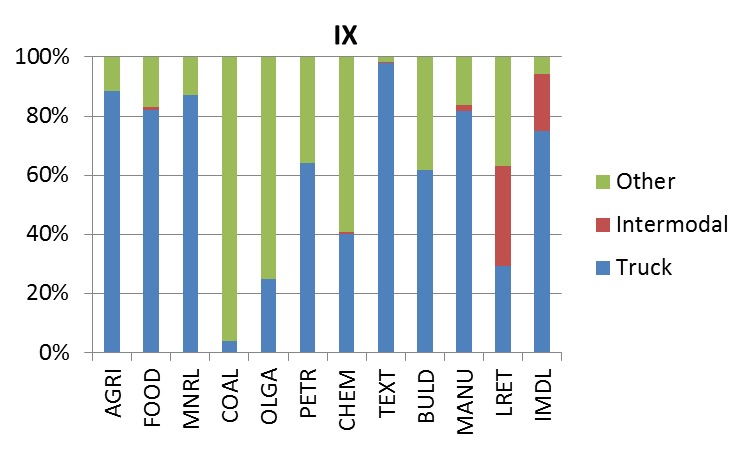 IX
100%
80%
60%
40%
20%
0%
AGRI
FOOD
MNRL
COAL
OLGA
PETR
CHEM
TEXT
BULD
MANU
LRET
IMDL
Other
Intermodal
Truck